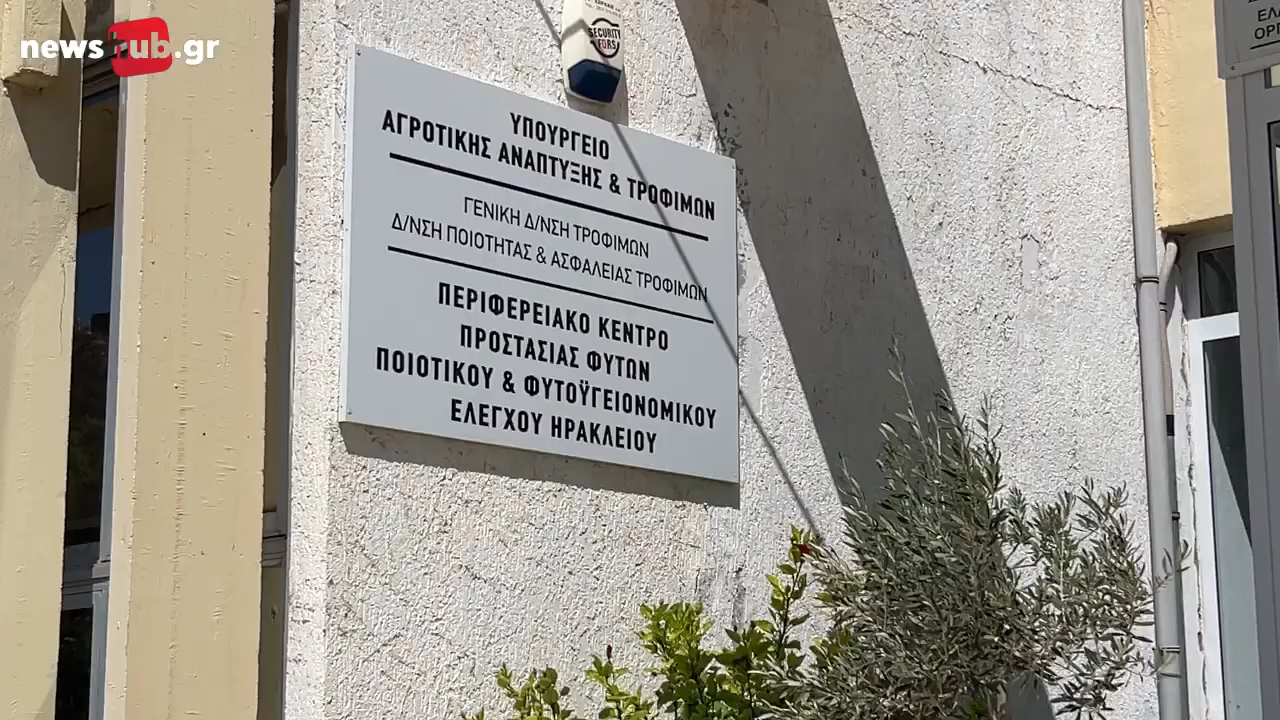 newshub.gr
SECURITY
FORS
ΥΠΟΥΡΓΕΙΟ
ΑΓΡΟΤΙΚΗΣ ΑΝΑΠΤΥΞΗΣ & ΤΡΟΦΙΜΩΝ
ΓΕΝΙΚΗ Δ/ΝΣΗ ΤΡΟΦΙΜΩΝ
Δ/ΝΣΗ ΠΟΙΟΤΗΤΑΣ & ΑΣΦΑΛΕΙΑΣ ΤΡΟΦΙΜΩΝ
ΠΕΡΙΦΕΡΕΙΑΚΟ ΚΕΝΤΡΟ
ΠΡΟΣΤΑΣΙΑΣ ΦΥΤΩΝ
ΠΟΙΟΤΙΚΟΥ & ΦΥΤΟΫΓΕΙΟΝΟΜΙΚΟΥ
ΕΛΕΓΧΟΥ ΗΡΑΚΛΕΙΟΥ